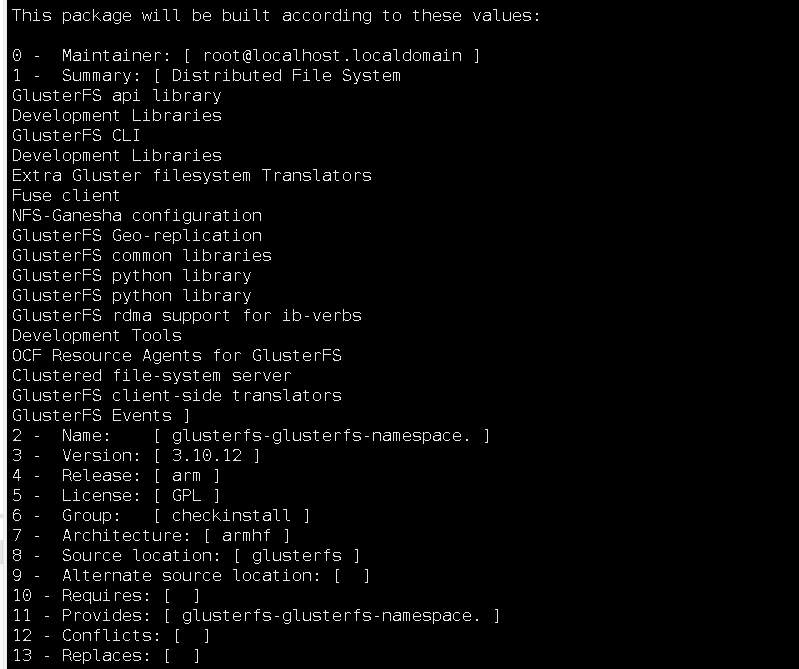 This package will be built according to these values:
0 -  Maintainer: [ root@localhost.localdomain ]
1 -  Summary: [ Distributed File System
GlusterFS api library
Development Libraries
GlusterFS CLI
Development Libraries
Extra Gluster filesystem Translators
Fuse client
NFS-Ganesha configuration
GlusterFS Geo-replication
GlusterFS common libraries
GlusterFS python library
GlusterFS python library
GlusterFS rdma support for ib-verbs
Development Tools
OCF Resource Agents for GlusterFS
Clustered file-system server
GlusterFS client-side translators
GlusterFS Events ]
2 -  Name:    [ glusterfs-glusterfs-namespace. ]
3 -  Version: [ 3.10.12 ]
4 -  Release: [ arm ]
5 -  License: [ GPL ]
6 -  Group:   [ checkinstall ]
7 -  Architecture: [ armhf ]
8 -  Source location: [ glusterfs ]
9 -  Alternate source location: [  ]
10 - Requires: [  ]
11 - Provides: [ glusterfs-glusterfs-namespace. ]
12 - Conflicts: [  ]
13 - Replaces: [  ]